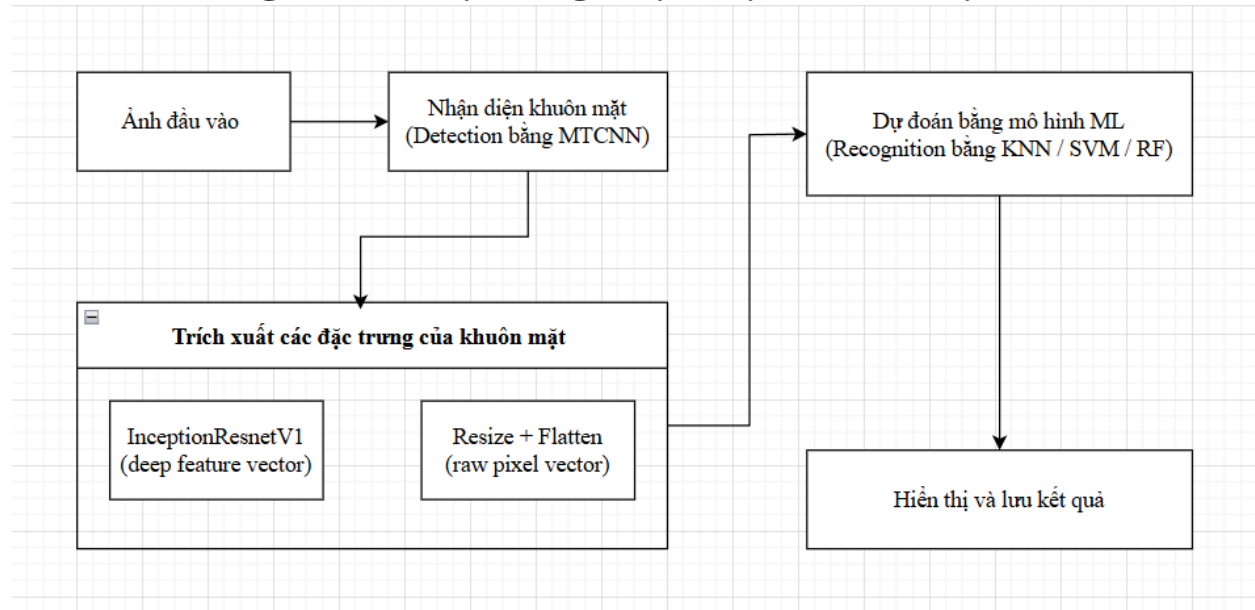 Ảnh đầu vào
Nhận diện khuôn mặt
(Detection bằng MTCNN)
Dự đoán bằng mô hình ML
(Recognition bằng KNN / SVM / RF)
Trích xuất các đặc trưng của khuôn mặt
InceptionResnetV1
(deep feature vector)
Resize + Flatten
(raw pixel vector)
Hiển thị và lưu kết quả